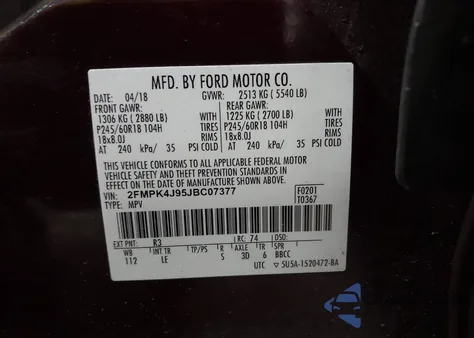 MFD. BY FORD MOTOR CO.
DATE: 04/18 GVWR: 2513 KG ( 5540 LB)
FRONT GAWR: REAR GAWR:
1306 KG ( 2880 LB) 1225 KG ( 2700 LB)
P245/60R18 104H TIRES P245/60R18 104H TIRES
18x8.0J RIMS 18x8.0J RIMS
AT 240 kPa/ 35 PSI COLD AT 240 kPa/ 35 PSI COLD
THIS VEHICLE CONFORMS TO ALL APPLICABLE FEDERAL MOTOR
VEHICLE SAFETY AND THEFT PREVENTION STANDARDS IN EFFECT
ON THE DATE OF MANUFACTURE SHOWN ABOVE.
VIN: 2FMPK4J95JBC07377 F0201
TYPE: MPV T0367
EXT PNT: R3 RC: 74 DSO:
WB INT TR TP/PS R AXLE TR SPR
112 LE S 3D 6 BBCC
UTC ▽ 5U5A-1520472-BA